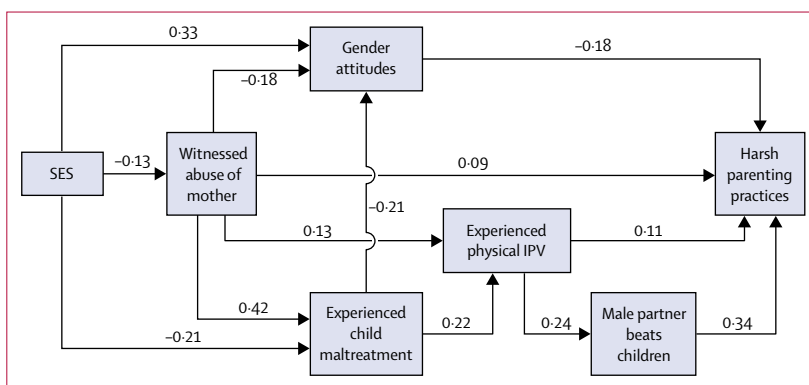 0·33
Gender
attitudes
–0·18
–0·18
SES
–0·13
Witnessed
abuse of
mother
0·09
Harsh
parenting
practices
–0·21
0·13
Experienced
physical IPV
0·11
0·42
Experienced
child
maltreatment
0·22
0·24
Male partner
beats
children
0·34
–0·21